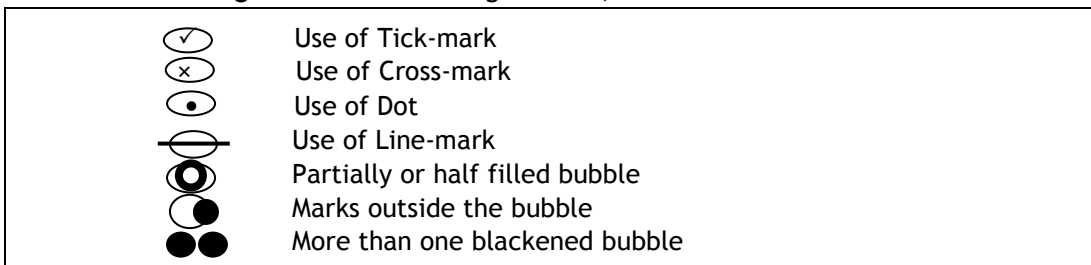 Use of Tick-mark
Use of Cross-mark
Use of Dot
Use of Line-mark
Partially or half filled bubble
Marks outside the bubble
More than one blackened bubble